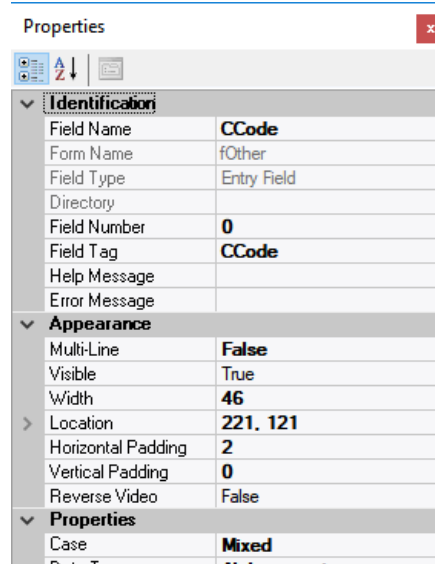 Properties
x
A
Z
Identification
Field Name CCode
Form Name fOther
Field Type Entry Field
Directory
Field Number 0
Field Tag CCode
Help Message
Error Message
Appearance
Multi-Line False
Visible True
Width 46
Location 221, 121
Horizontal Padding 2
Vertical Padding 0
Reverse Video False
Properties
Case Mixed